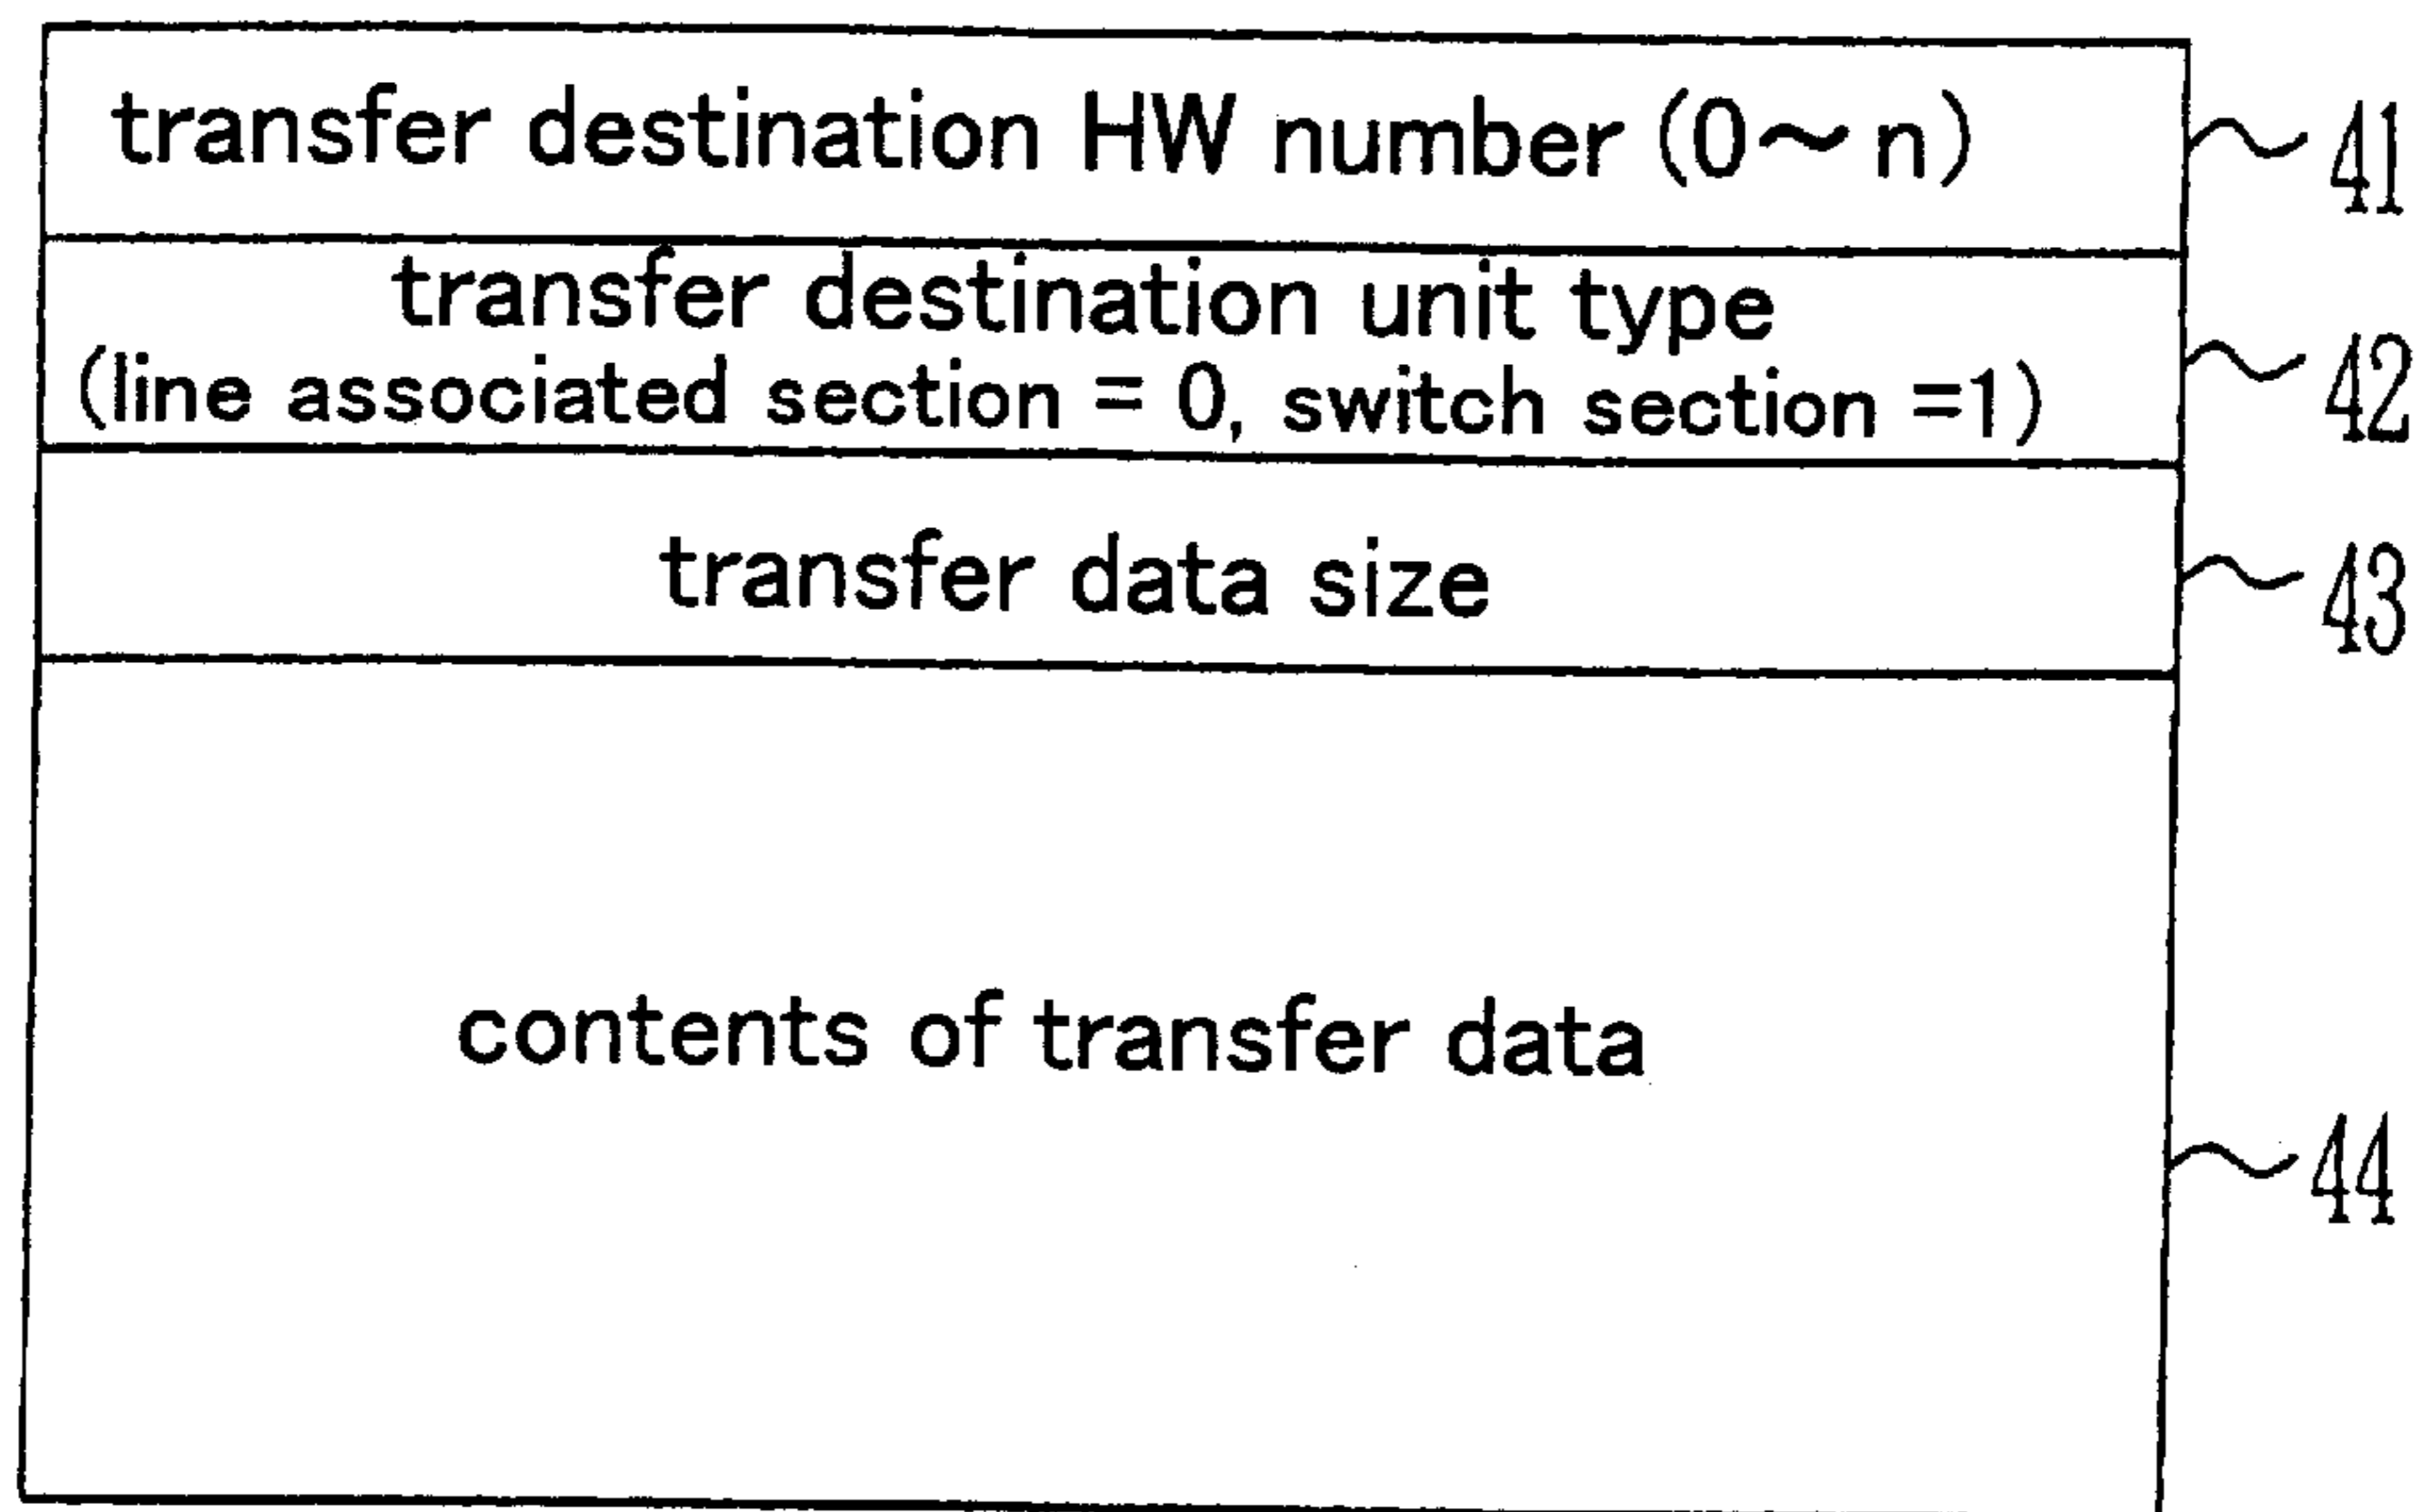 transfer destination HW number (0~n) 41
transfer destination unit type
(line associated section = 0, switch section =1) 42
transfer data size 43
contents of transfer data
44